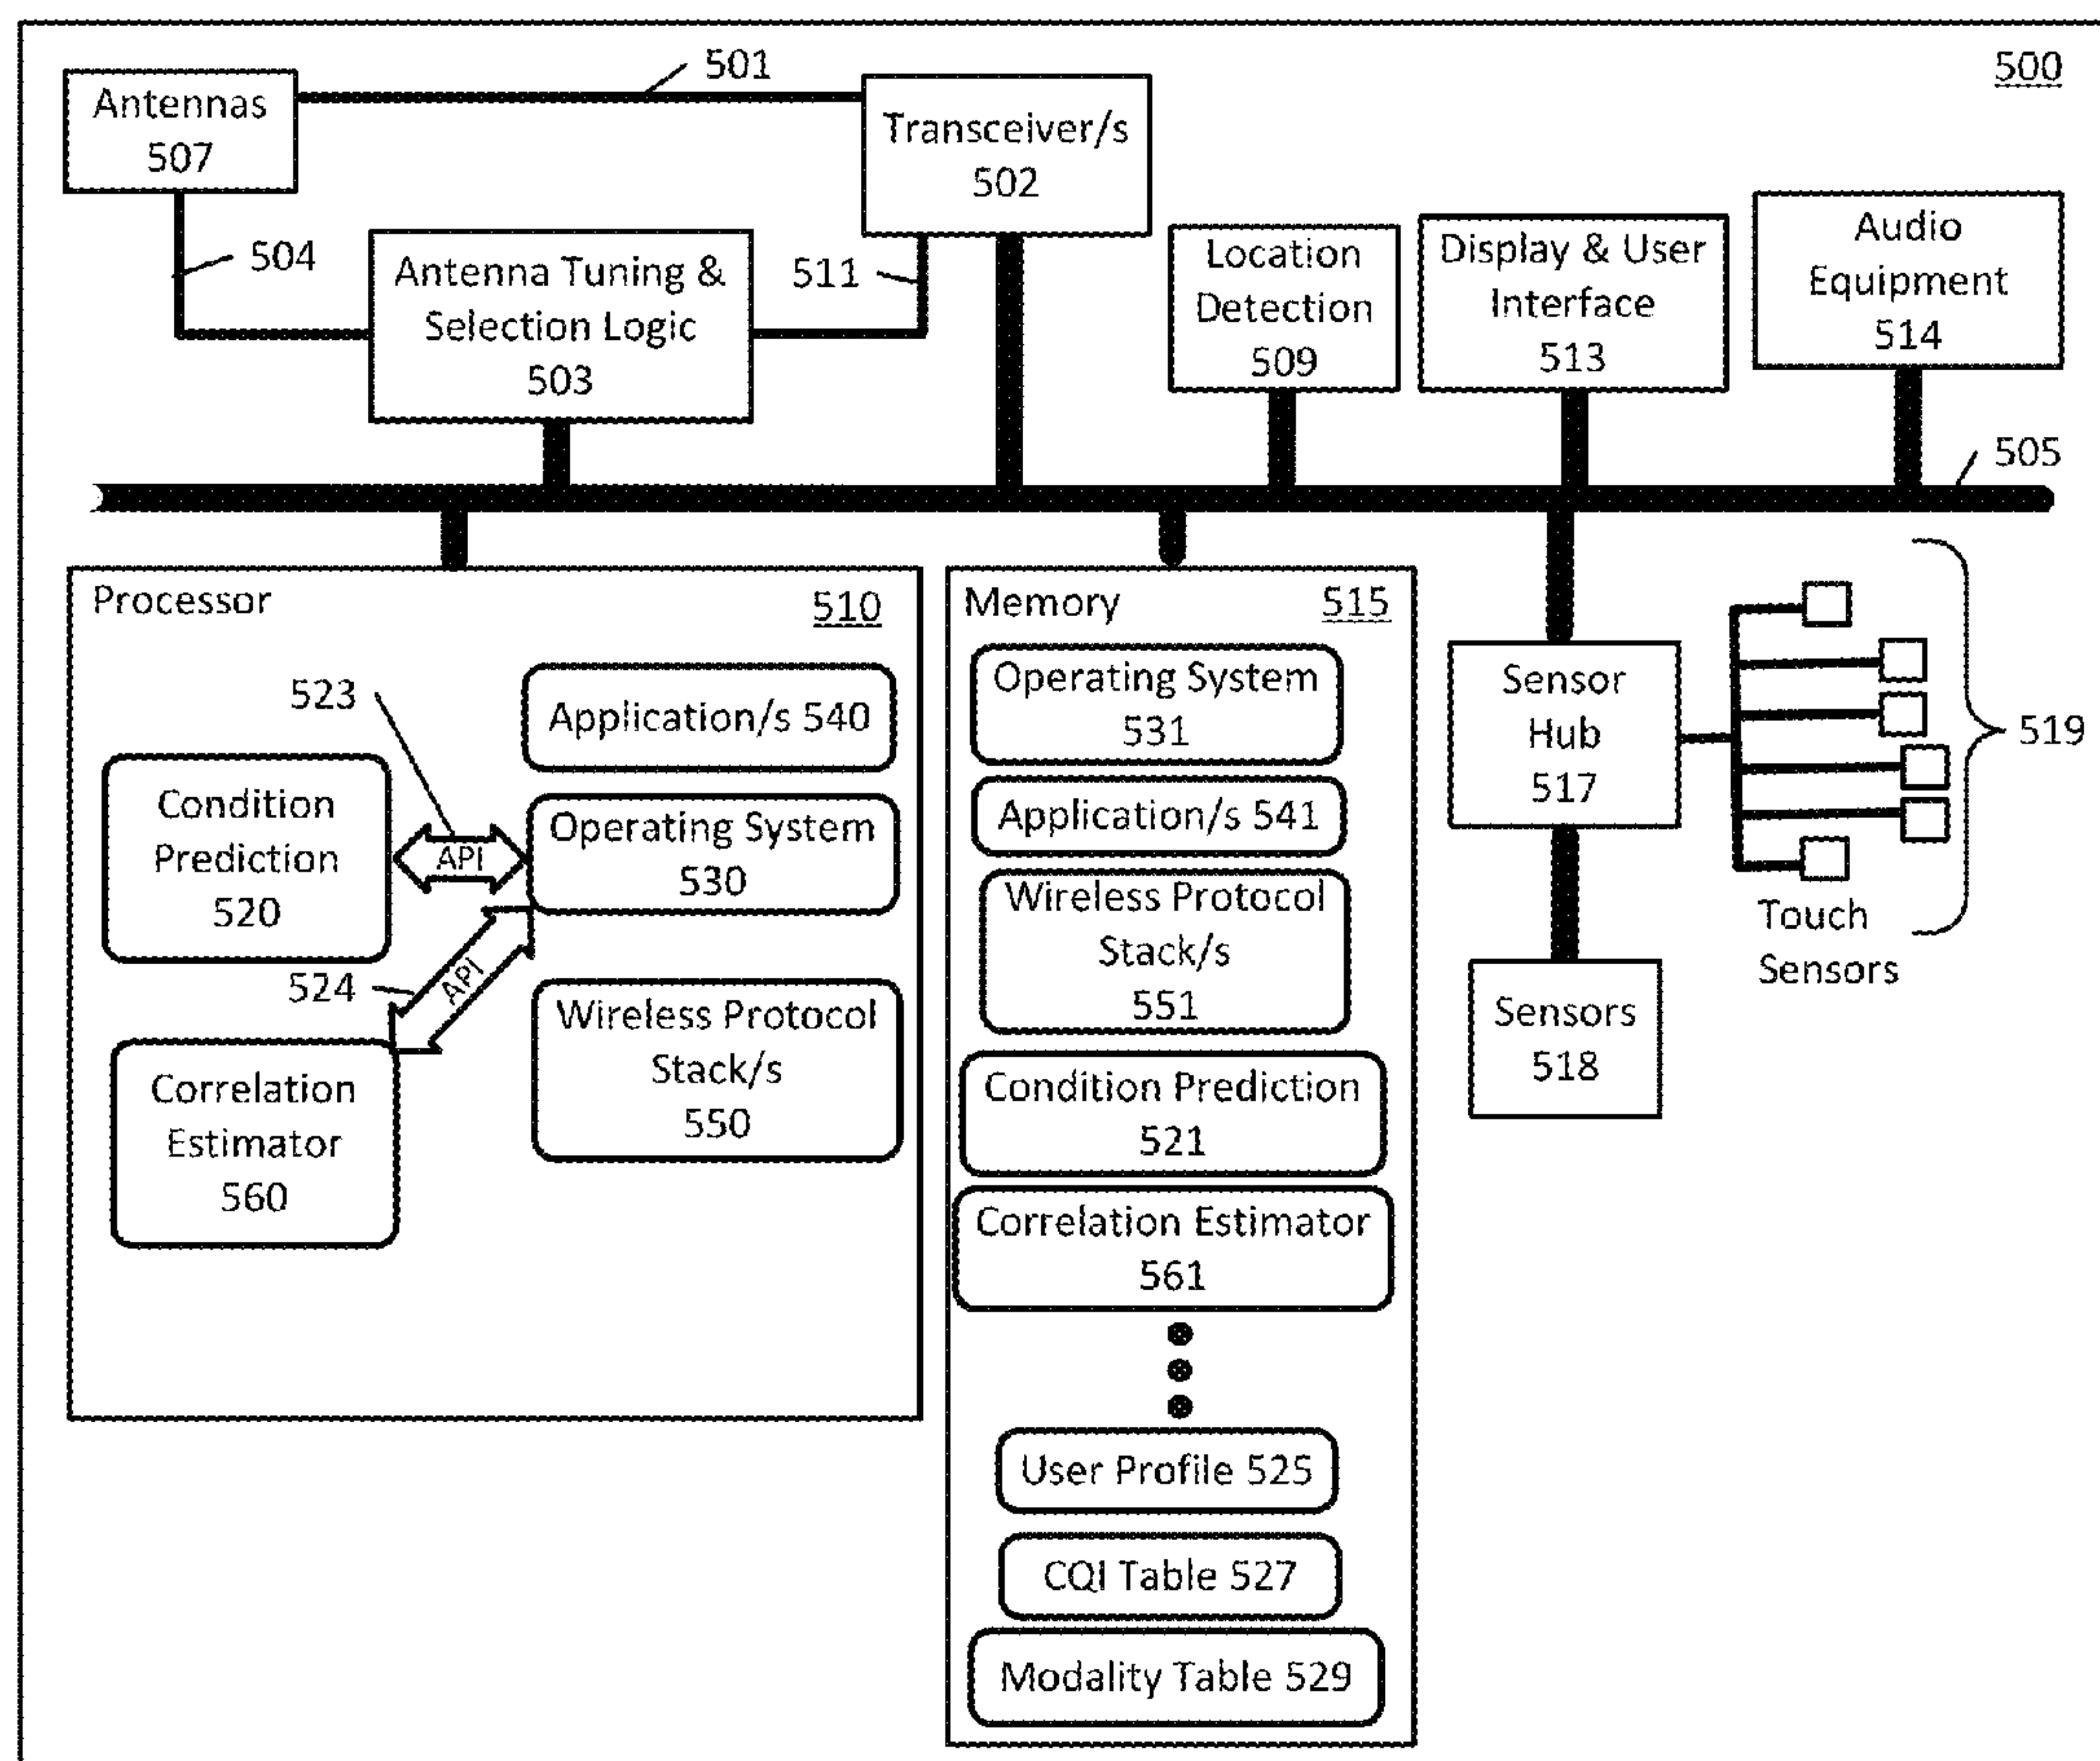 500
501
Antennas
507
Transceiver/s
502
504
Antenna Tuning &
Selection Logic
503
511
Location
Detection
509
Display & User
Interface
513
Audio
Equipment
514
505
Processor
510
523
Application/s 540
Condition
Prediction
520
API
Operating System
530
524
API
Correlation
Estimator
560
Wireless Protocol
Stack/s
550
Memory
515
Operating System
531
Application/s 541
Wireless Protocol
Stack/s
551
Condition Prediction
521
Correlation Estimator
561
User Profile 525
CQI Table 527
Modality Table 529
Sensor
Hub
517
519
Touch
Sensors
Sensors
518